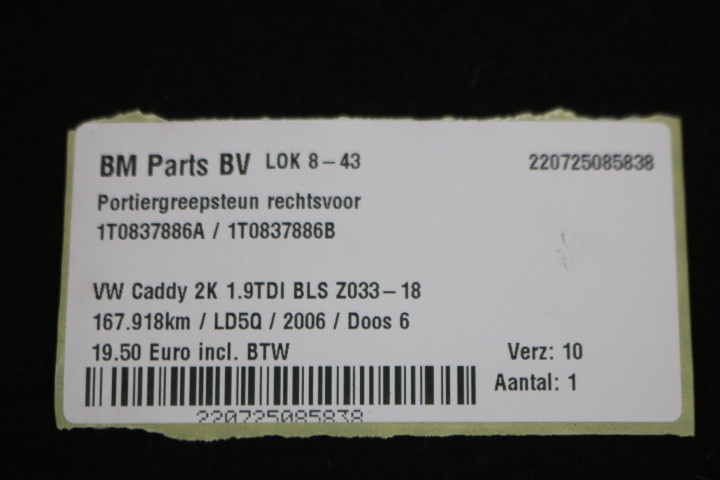 BM Parts BV LOK 8-43 220725085838
Portiergreepsteun rechtsvoor
1T0837886A / 1T0837886B
VW Caddy 2K 1.9TDI BLS Z033-18
167.918km / LD5Q / 2006 / Doos 6
19.50 Euro incl. BTW Verz: 10
Aantal: 1
220725085838